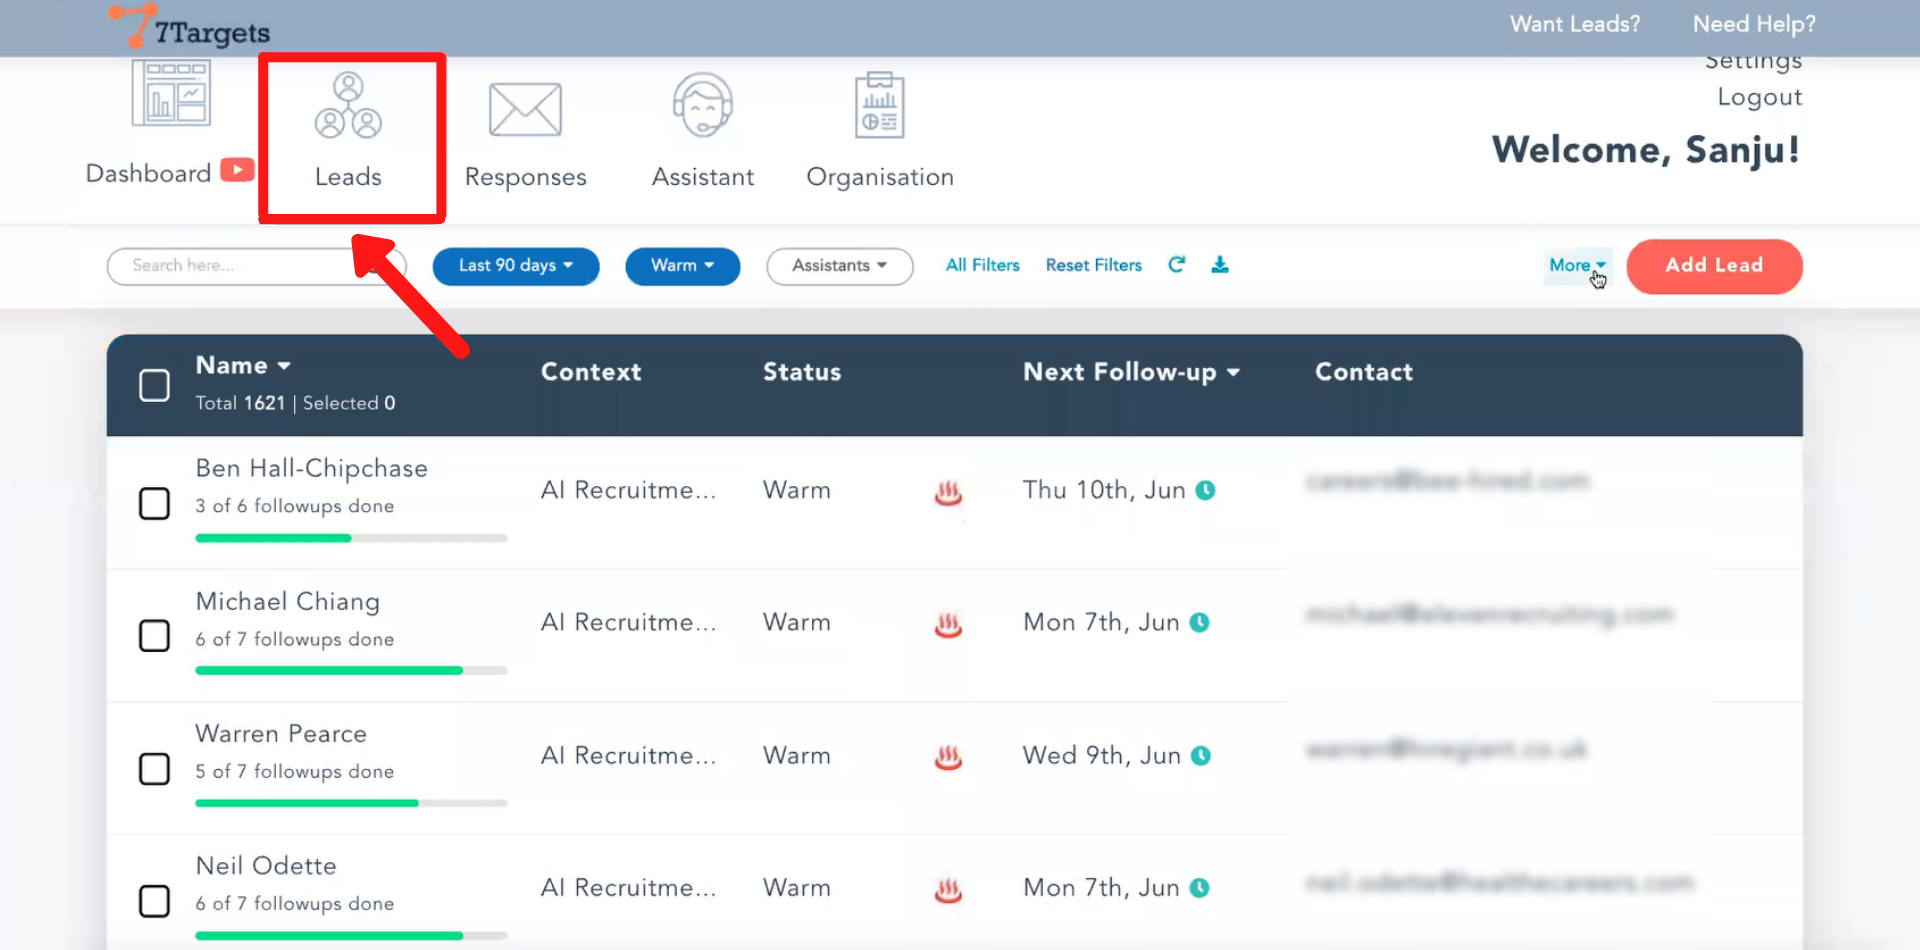 7Targets
Want Leads? Need Help?
Settings
Logout
Welcome, Sanju!
Dashboard Leads Responses Assistant Organisation
Search here... Last 90 days Warm Assistants All Filters Reset Filters More Add Lead
Name Context Status Next Follow-up Contact
Total 1621 | Selected 0
Ben Hall-Chipchase
AI Recruitme... Warm Thu 10th, Jun
3 of 6 followups done
Michael Chiang
AI Recruitme... Warm Mon 7th, Jun
6 of 7 followups done
Warren Pearce
AI Recruitme... Warm Wed 9th, Jun
5 of 7 followups done
Neil Odette
AI Recruitme... Warm Mon 7th, Jun
6 of 7 followups done